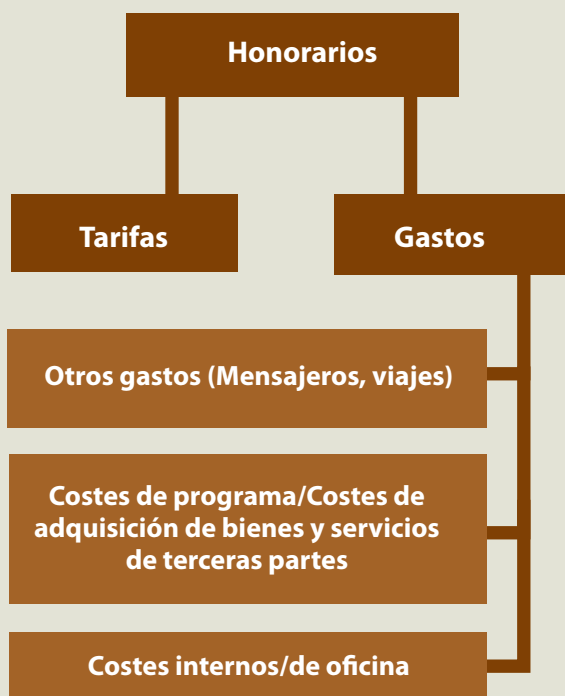 Honorarios
Tarifas
Gastos
Otros gastos (Mensajeros, viajes)
Costes de programa/Costes de
adquisición de bienes y servicios
de terceras partes
Costes internos/de oficina